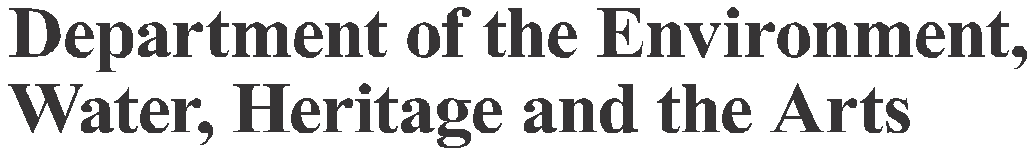 Department of the Environment,
Water, Heritage and the Arts